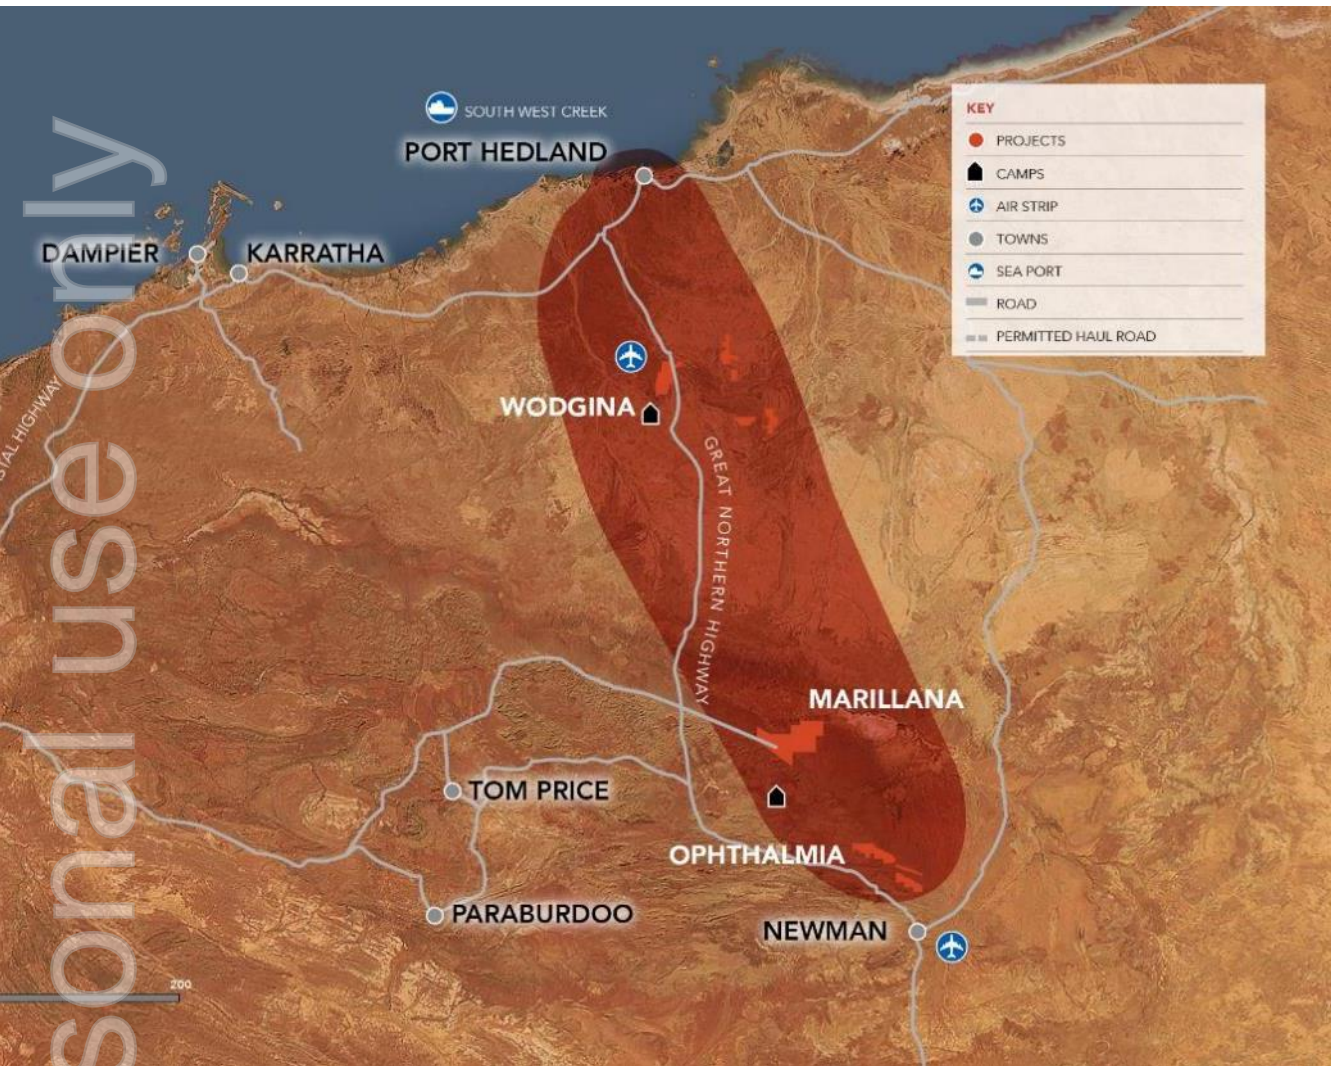 SOUTH WEST CREEK
PORT HEDLAND
KEY
PROJECTS
CAMPS
AIR STRIP
TOWNS
SEA PORT
ROAD
PERMITTED HAUL ROAD
DAMPIER
KARRATHA
WODGINA
GREAT NORTHERN HIGHWAY
HIGHWAY
MARILLANA
TOM PRICE
OPHTHALMIA
PARABURDOO
NEWMAN
200
sonal use only